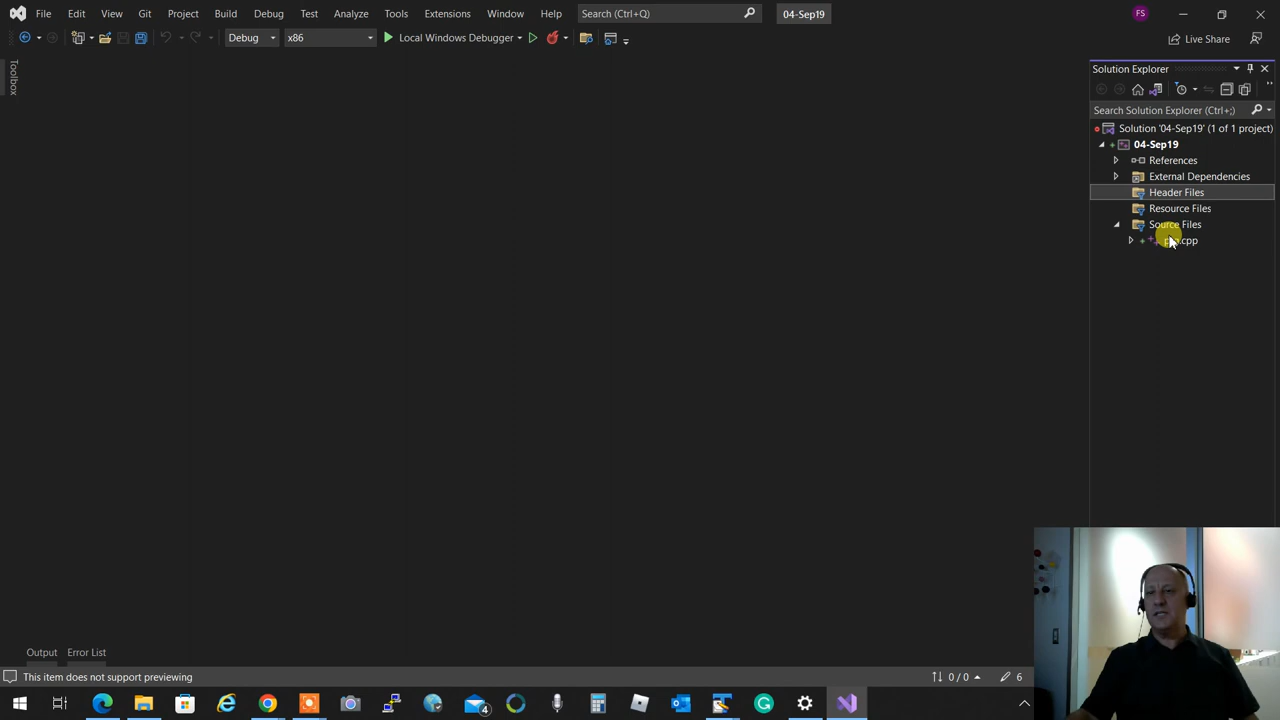 File Edit View Git Project Build Debug Test Analyze Tools Extensions Window Help Search (Ctrl+Q) 04-Sep19 FS
Debug x86 Local Windows Debugger Live Share
Toolbox
Solution Explorer
Search Solution Explorer (Ctrl+;)
Solution '04-Sep19' (1 of 1 project)
04-Sep19
References
External Dependencies
Header Files
Resource Files
Source Files
Output Error List
This item does not support previewing 0 / 0 6
4